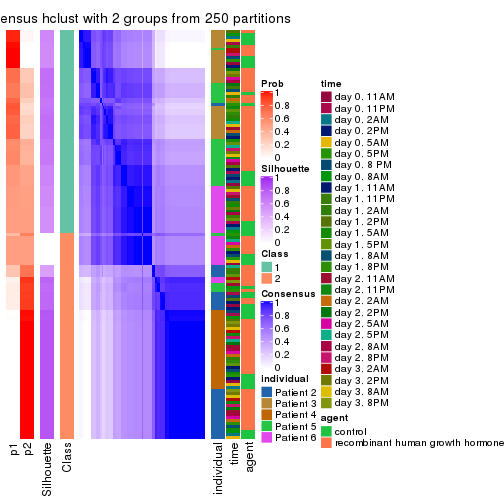 ensus hclust with 2 groups from 250 partitions
Prob
1
0.8
0.6
0.4
0.2
0
Silhouette
1
0.8
0.6
0.4
0.2
0
Class
1
2
Consensus
1
0.8
0.6
0.4
0.2
0
individual
Patient 2
Patient 3
Patient 4
Patient 5
Patient 6
time
day 0. 11AM
day 0. 11PM
day 0. 2AM
day 0. 2PM
day 0. 5AM
day 0. 5PM
day 0. 8 PM
day 0. 8AM
day 1. 11AM
day 1. 11PM
day 1. 2AM
day 1. 2PM
day 1. 5AM
day 1. 5PM
day 1. 8AM
day 1. 8PM
day 2. 11AM
day 2. 11PM
day 2. 2AM
day 2. 2PM
day 2. 5AM
day 2. 5PM
day 2. 8AM
day 2. 8PM
day 3. 2AM
day 3. 2PM
day 3. 8AM
day 3. 8PM
agent
control
recombinant human growth hormone
p1
p2
Silhouette
Class
individual
time
agent